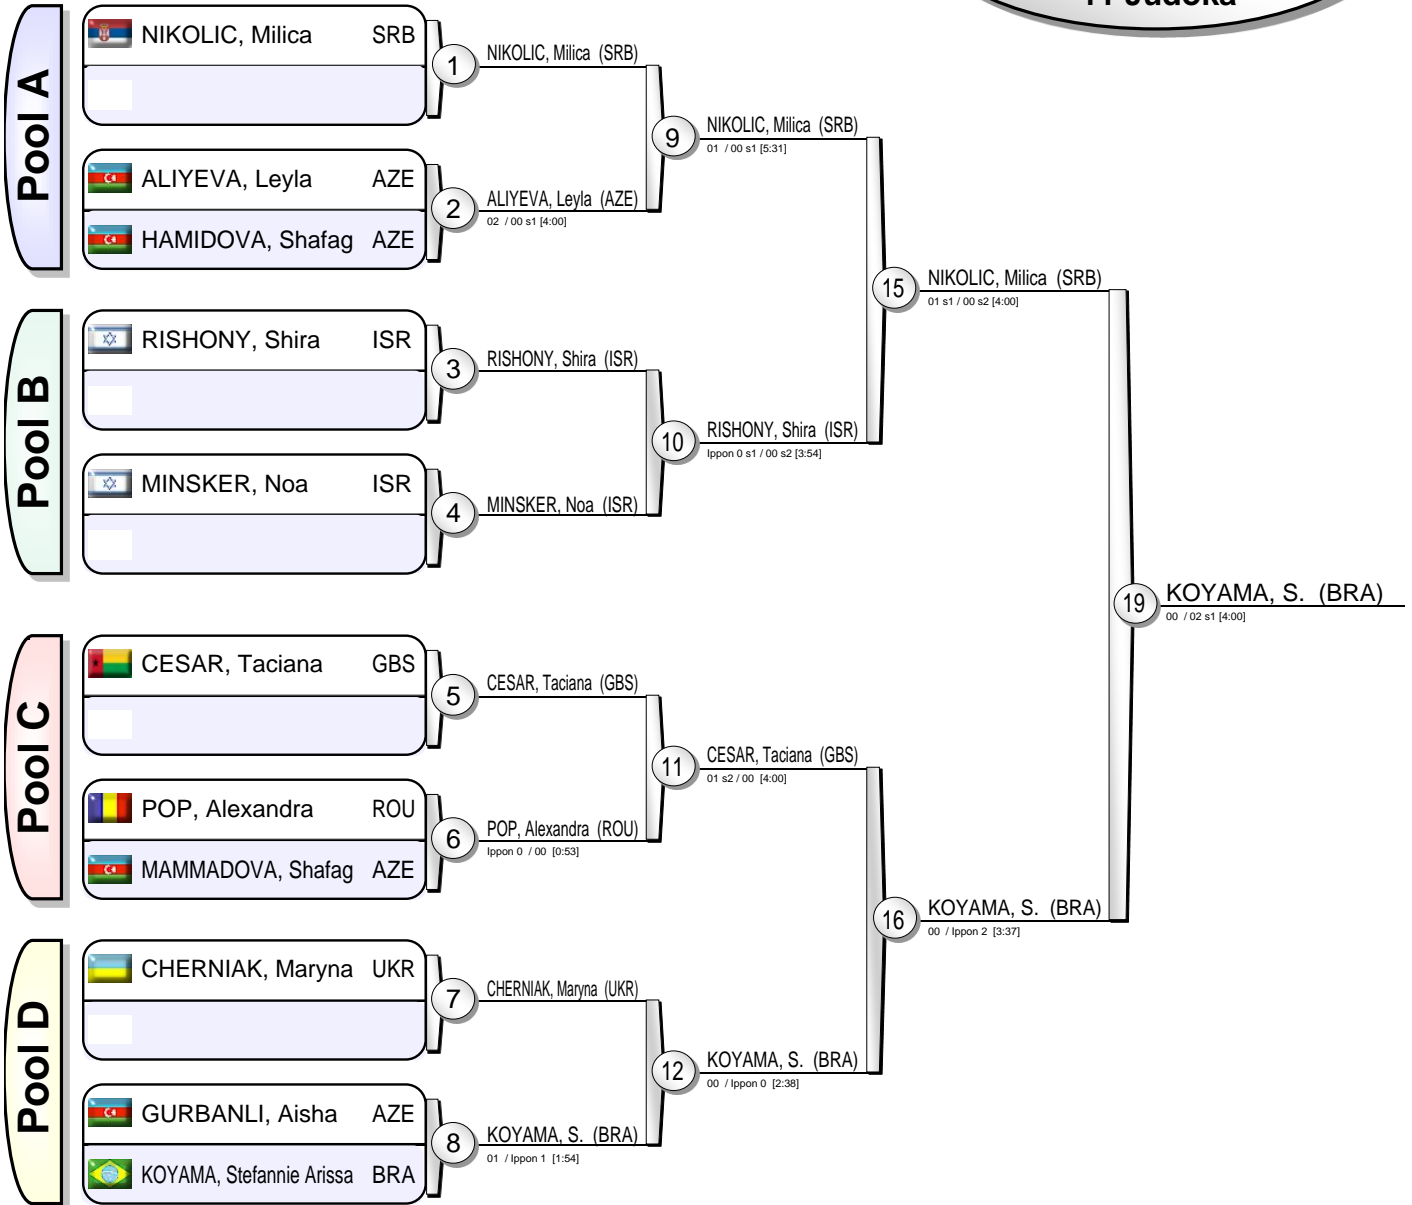 11 Judoka
Pool A
NIKOLIC, Milica SRB
1
NIKOLIC, Milica (SRB)
ALIYEVA, Leyla AZE
HAMIDOVA, Shafag AZE
2
ALIYEVA, Leyla (AZE)
02 / 00 s1 [4:00]
9
NIKOLIC, Milica (SRB)
01 / 00 s1 [5:31]
Pool B
RISHONY, Shira ISR
3
RISHONY, Shira (ISR)
MINSKER, Noa ISR
4
MINSKER, Noa (ISR)
10
RISHONY, Shira (ISR)
Ippon 0 s1 / 00 s2 [3:54]
15
NIKOLIC, Milica (SRB)
01 s1 / 00 s2 [4:00]
Pool C
CESAR, Taciana GBS
5
CESAR, Taciana (GBS)
POP, Alexandra ROU
MAMMADOVA, Shafag AZE
6
POP, Alexandra (ROU)
Ippon 0 / 00 [0:53]
11
CESAR, Taciana (GBS)
01 s2 / 00 [4:00]
Pool D
CHERNIAK, Maryna UKR
7
CHERNIAK, Maryna (UKR)
GURBANLI, Aisha AZE
KOYAMA, Stefannie Arissa BRA
8
KOYAMA, S. (BRA)
01 / Ippon 1 [1:54]
12
KOYAMA, S. (BRA)
00 / Ippon 0 [2:38]
16
KOYAMA, S. (BRA)
00 / Ippon 2 [3:37]
19
KOYAMA, S. (BRA)
00 / 02 s1 [4:00]